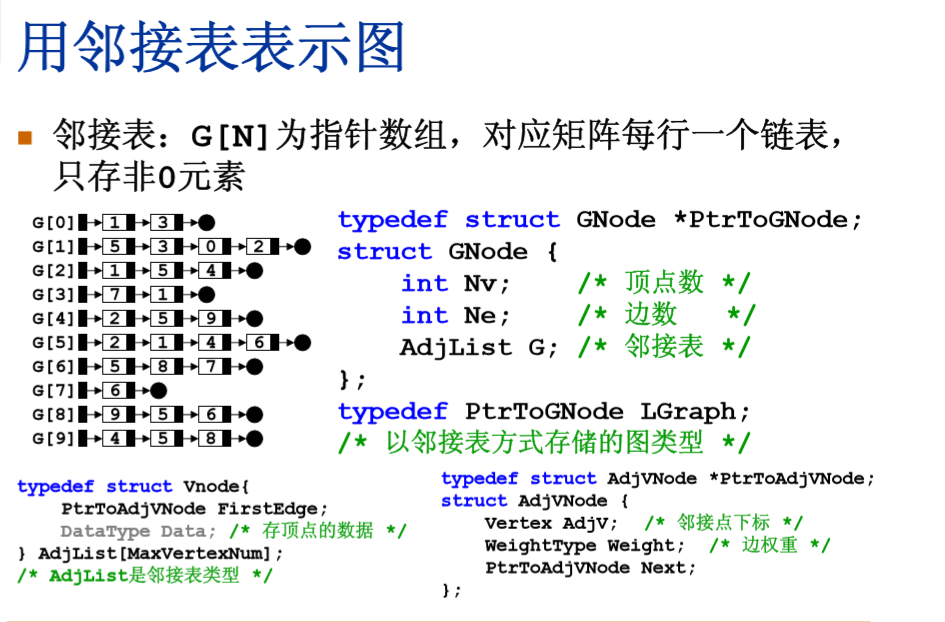 用邻接表表示图
邻接表：G[N]为指针数组，对应矩阵每行一个链表，
只存非0元素
G[0] 1 3
G[1] 5 3 0 2
G[2] 1 5 4
G[3] 7 1
G[4] 2 5 9
G[5] 2 1 4 6
G[6] 5 8 7
G[7] 6
G[8] 9 5 6
G[9] 4 5 8
typedef struct GNode *PtrToGNode;
struct GNode {
int Nv; /* 顶点数 */
int Ne; /* 边数 */
AdjList G; /* 邻接表 */
};
typedef PtrToGNode LGraph;
/* 以邻接表方式存储的图类型 */
typedef struct Vnode{
PtrToAdjVNode FirstEdge;
DataType Data; /* 存顶点的数据 */
} AdjList[MaxVertexNum];
/* AdjList是邻接表类型 */
typedef struct AdjVNode *PtrToAdjVNode;
struct AdjVNode {
Vertex AdjV; /* 邻接点下标 */
WeightType Weight; /* 边权重 */
PtrToAdjVNode Next;
};